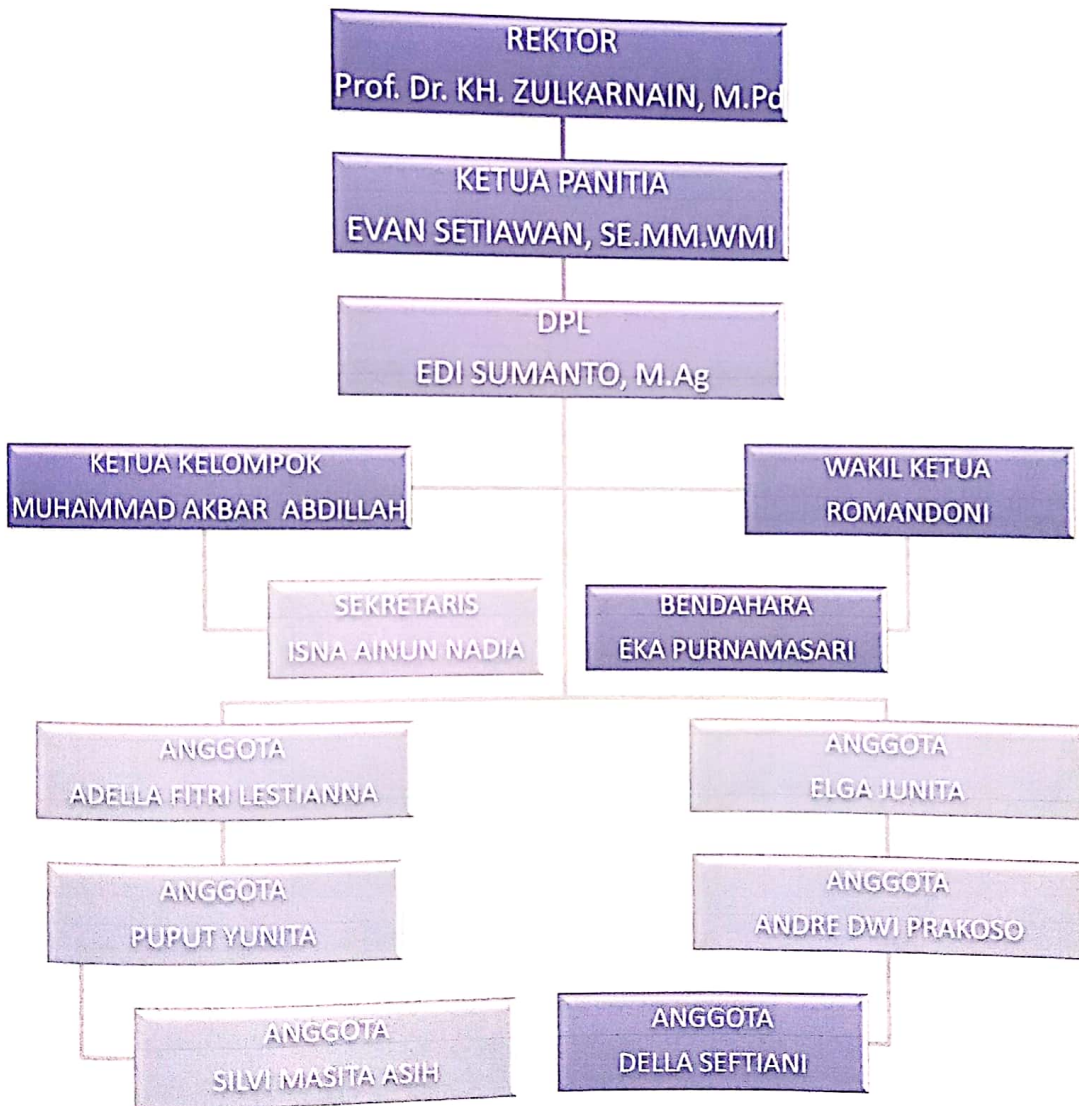 REKTOR
Prof. Dr. KH. ZULKARNAIN, M.Pd
KETUA PANITIA
EVAN SETIAWAN, SE.MM.WMI
DPL
EDI SUMANTO, M.Ag
KETUA KELOMPOK
MUHAMMAD AKBAR ABDILLAH
WAKIL KETUA
ROMANDONI
SEKRETARIS
ISNA AINUN NADIA
BENDAHARA
EKA PURNAMASARI
ANGGOTA
ADELLA FITRI LESTIANNA
ANGGOTA
ELGA JUNITA
ANGGOTA
PUPUT YUNITA
ANGGOTA
ANDRE DWI PRAKOSO
ANGGOTA
SILVI MASITA ASIH
ANGGOTA
DELLA SEFTIANI